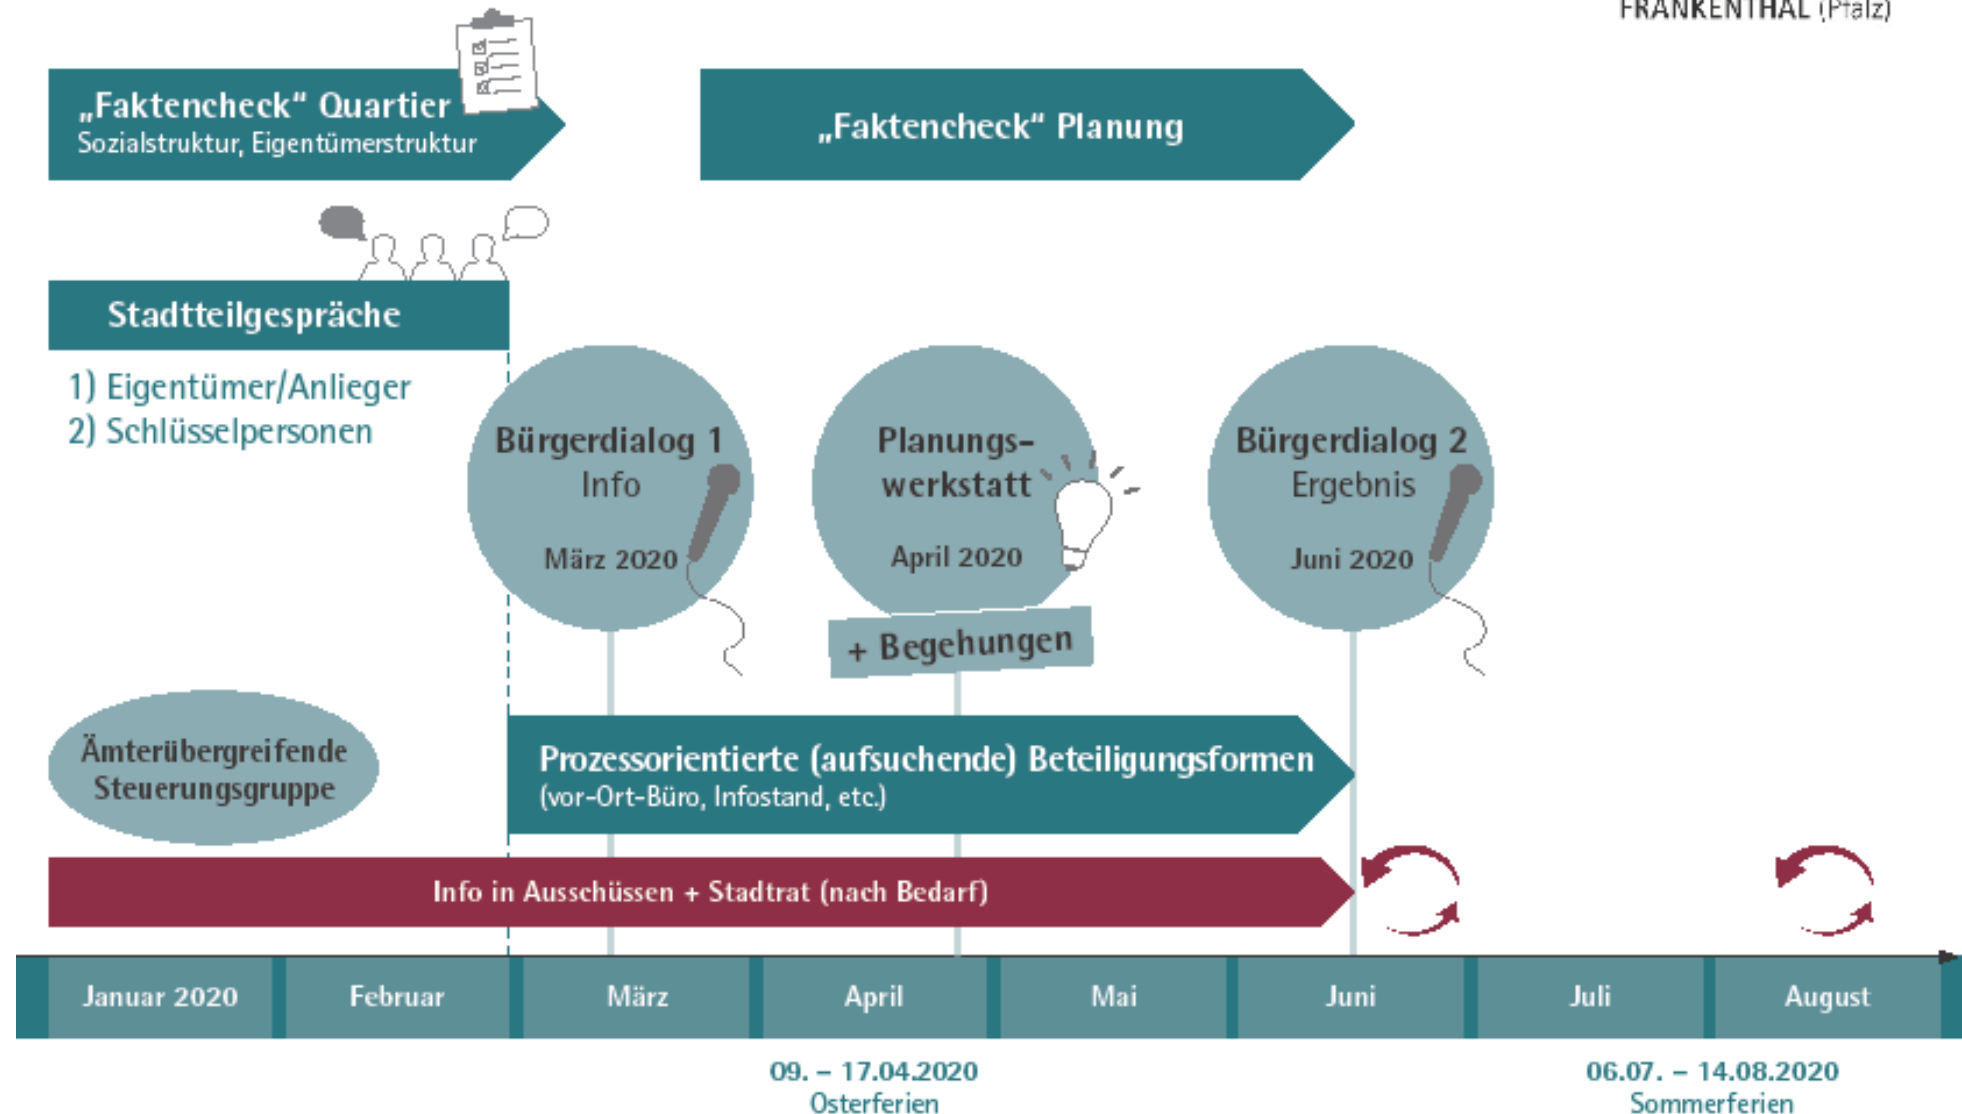 FRANKENTHAL (Pfalz)
„Faktencheck“ Quartier
Sozialstruktur, Eigentümerstruktur
„Faktencheck“ Planung
Stadtteilgespräche
1) Eigentümer/Anlieger
2) Schlüsselpersonen
Bürgerdialog 1
Info
März 2020
Planungs-
werkstatt
April 2020
+ Begehungen
Bürgerdialog 2
Ergebnis
Juni 2020
Ämterübergreifende
Steuerungsgruppe
Prozessorientierte (aufsuchende) Beteiligungsformen
(vor-Ort-Büro, Infostand, etc.)
Info in Ausschüssen + Stadtrat (nach Bedarf)
Januar 2020 Februar März April Mai Juni Juli August
09. – 17.04.2020
Osterferien
06.07. – 14.08.2020
Sommerferien